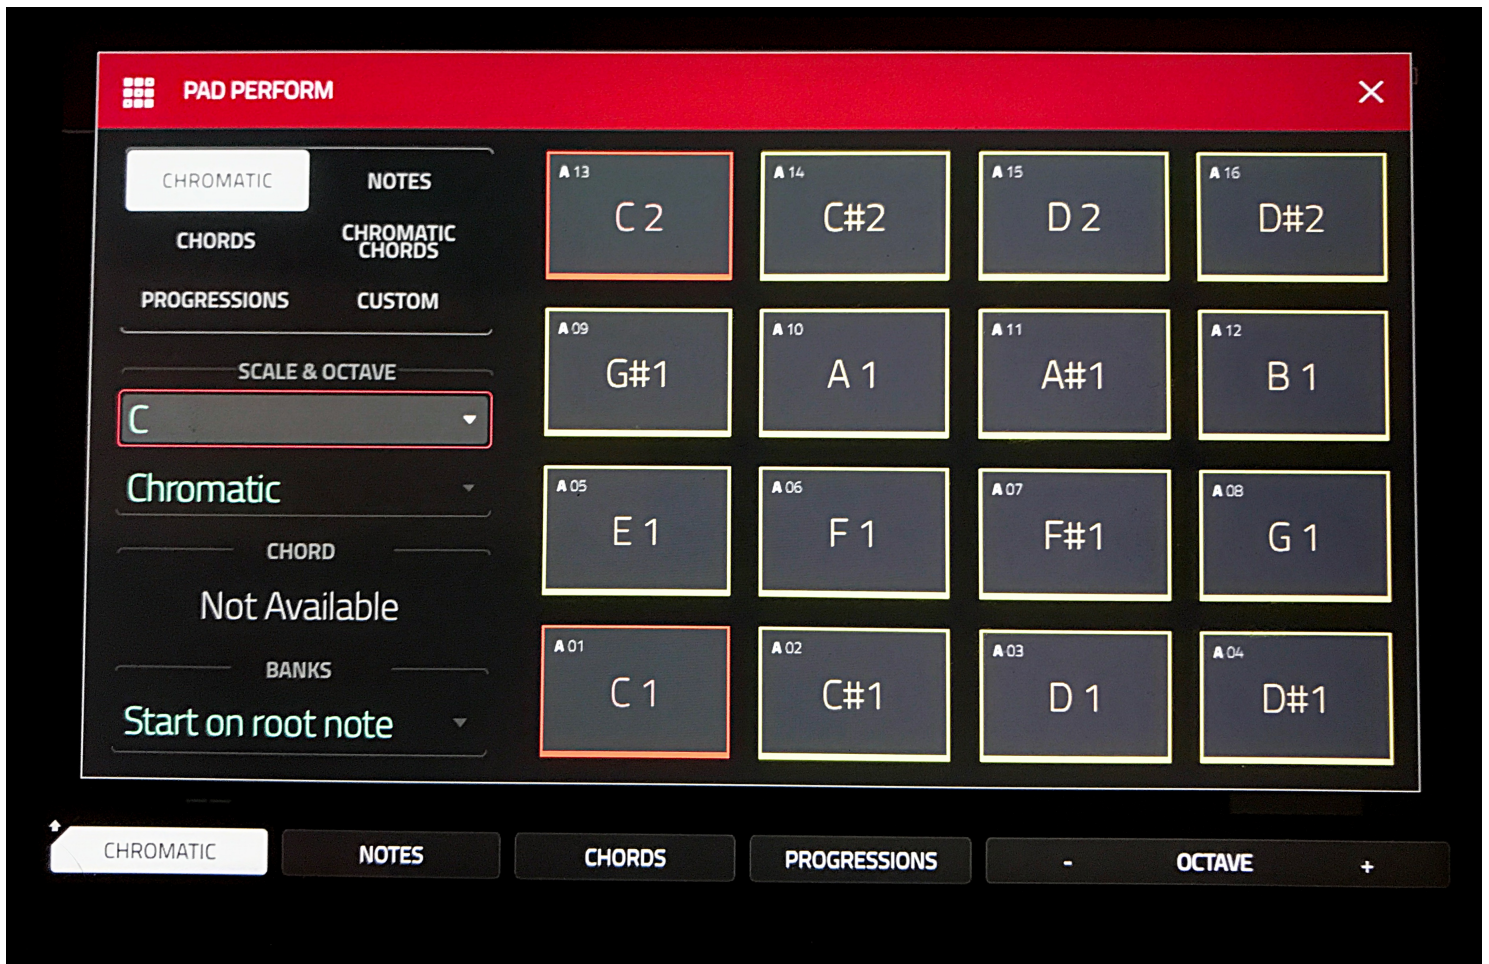 PAD PERFORM
CHROMATIC
NOTES
CHORDS
CHROMATIC
CHORDS
PROGRESSIONS
CUSTOM
SCALE & OCTAVE
C
Chromatic
CHORD
Not Available
BANKS
Start on root note
A 13
C 2
A 14
C#2
A 15
D 2
A 16
D#2
A 09
G#1
A 10
A 1
A 11
A#1
A 12
B 1
A 05
E 1
A 06
F 1
A 07
F#1
A 08
G 1
A 01
C 1
A 02
C#1
A 03
D 1
A 04
D#1
CHROMATIC
NOTES
CHORDS
PROGRESSIONS
- OCTAVE +